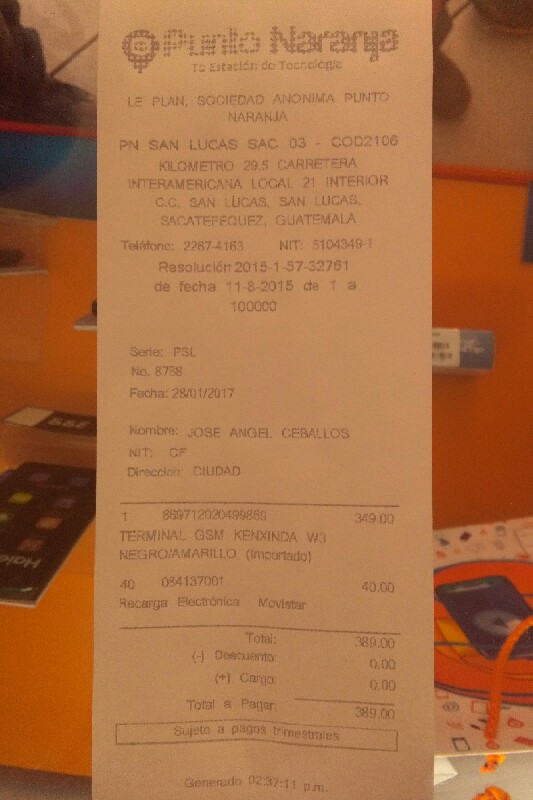 Punto Naranja
Tu Estación de Tecnología
LE PLAN, SOCIEDAD ANONIMA PUNTO
NARANJA
PN SAN LUCAS SAC 03 - COD2106
KILOMETRO 29.5 CARRETERA
INTERAMERICANA LOCAL 21 INTERIOR
C.C. SAN LUCAS, SAN LUCAS,
SACATEPEQUEZ, GUATEMALA
Teléfono: 2267-4163 NIT: 5104349-1
Resolución 2015-1-57-32761
de fecha 11-8-2015 de 1 a
100000
Serie: PSL
No. 8788
Fecha: 28/01/2017
Nombre: JOSE ANGEL CEBALLOS
NIT: CF
Direccion: CIUDAD
1 869712020499869 349.00
TERMINAL GSM KENXINDA W3
NEGRO/AMARILLO (Importado)
40 084137001 40.00
Recarga Electrónica Movistar
Total: 389.00
(-) Descuento: 0.00
(+) Cargo: 0.00
Total a Pagar: 389.00
Sujeto a pagos trimestrales
Generado 02:37:11 p.m.